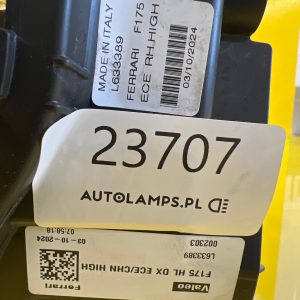 MADE IN ITALY
L633389
FERRARI F175
ECE RH.HIGH
03/10/2024
23707
AUTOLAMPS.PL
Valeo
Ferrari
F175 HL DX ECE/CHN HIGH
L633389
002303
03-10-2024
07:58:18